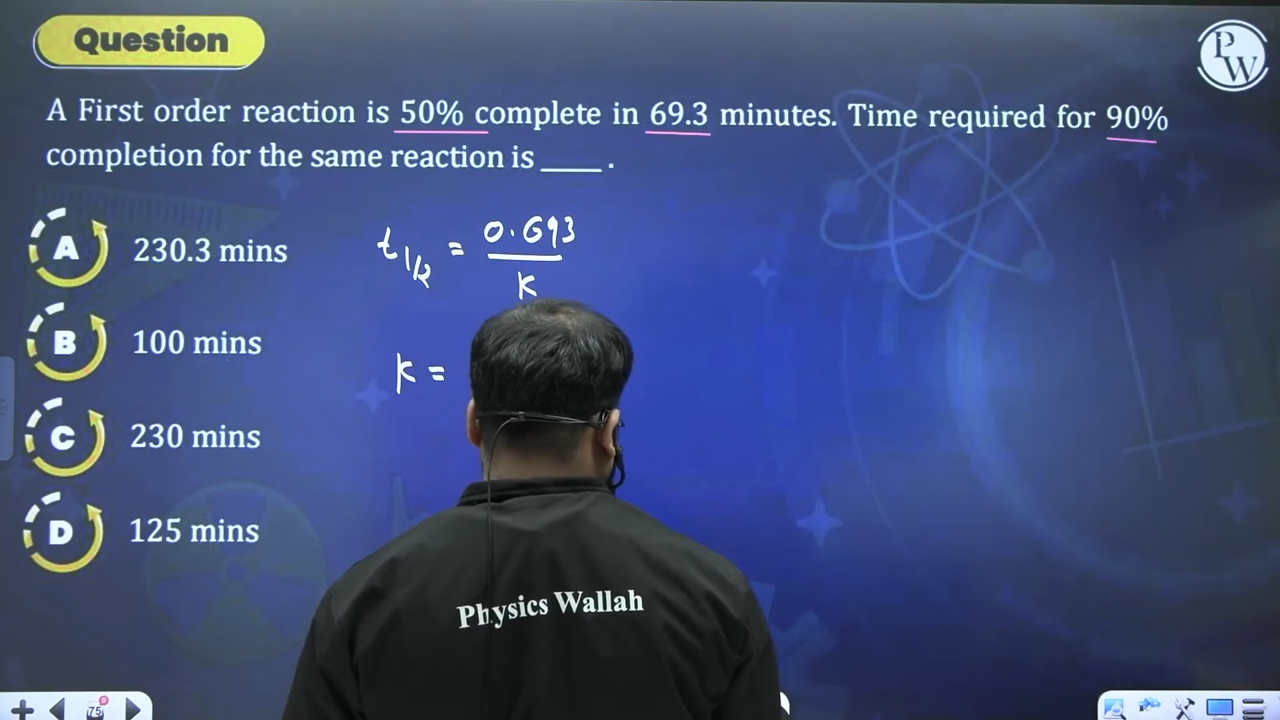 Question
PW
A First order reaction is 50% complete in 69.3 minutes. Time required for 90%
completion for the same reaction is ____ .
A 230.3 mins
B 100 mins
C 230 mins
D 125 mins
t1/2 = 0.693
K
K =
Physics Wallah
75